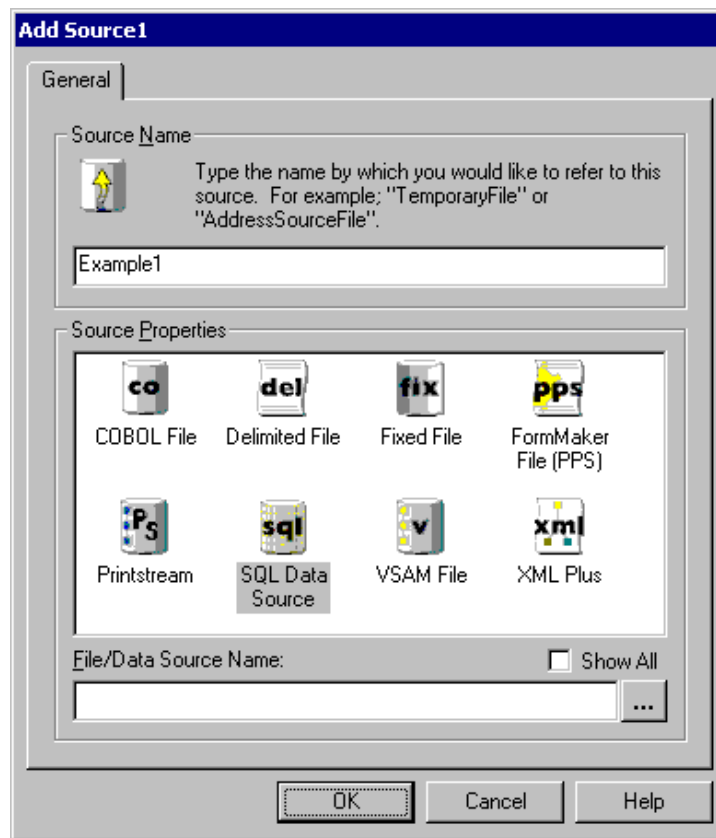 Add Source1
General
Source Name
Type the name by which you would like to refer to this
source. For example; "TemporaryFile" or
"AddressSourceFile".
Example1
Source Properties
co
del
fix
pps
COBOL File
Delimited File
Fixed File
FormMaker
File (PPS)
Ps
sql
v
xml
Printstream
SQL Data
Source
VSAM File
XML Plus
File/Data Source Name:
Show All
...
OK
Cancel
Help